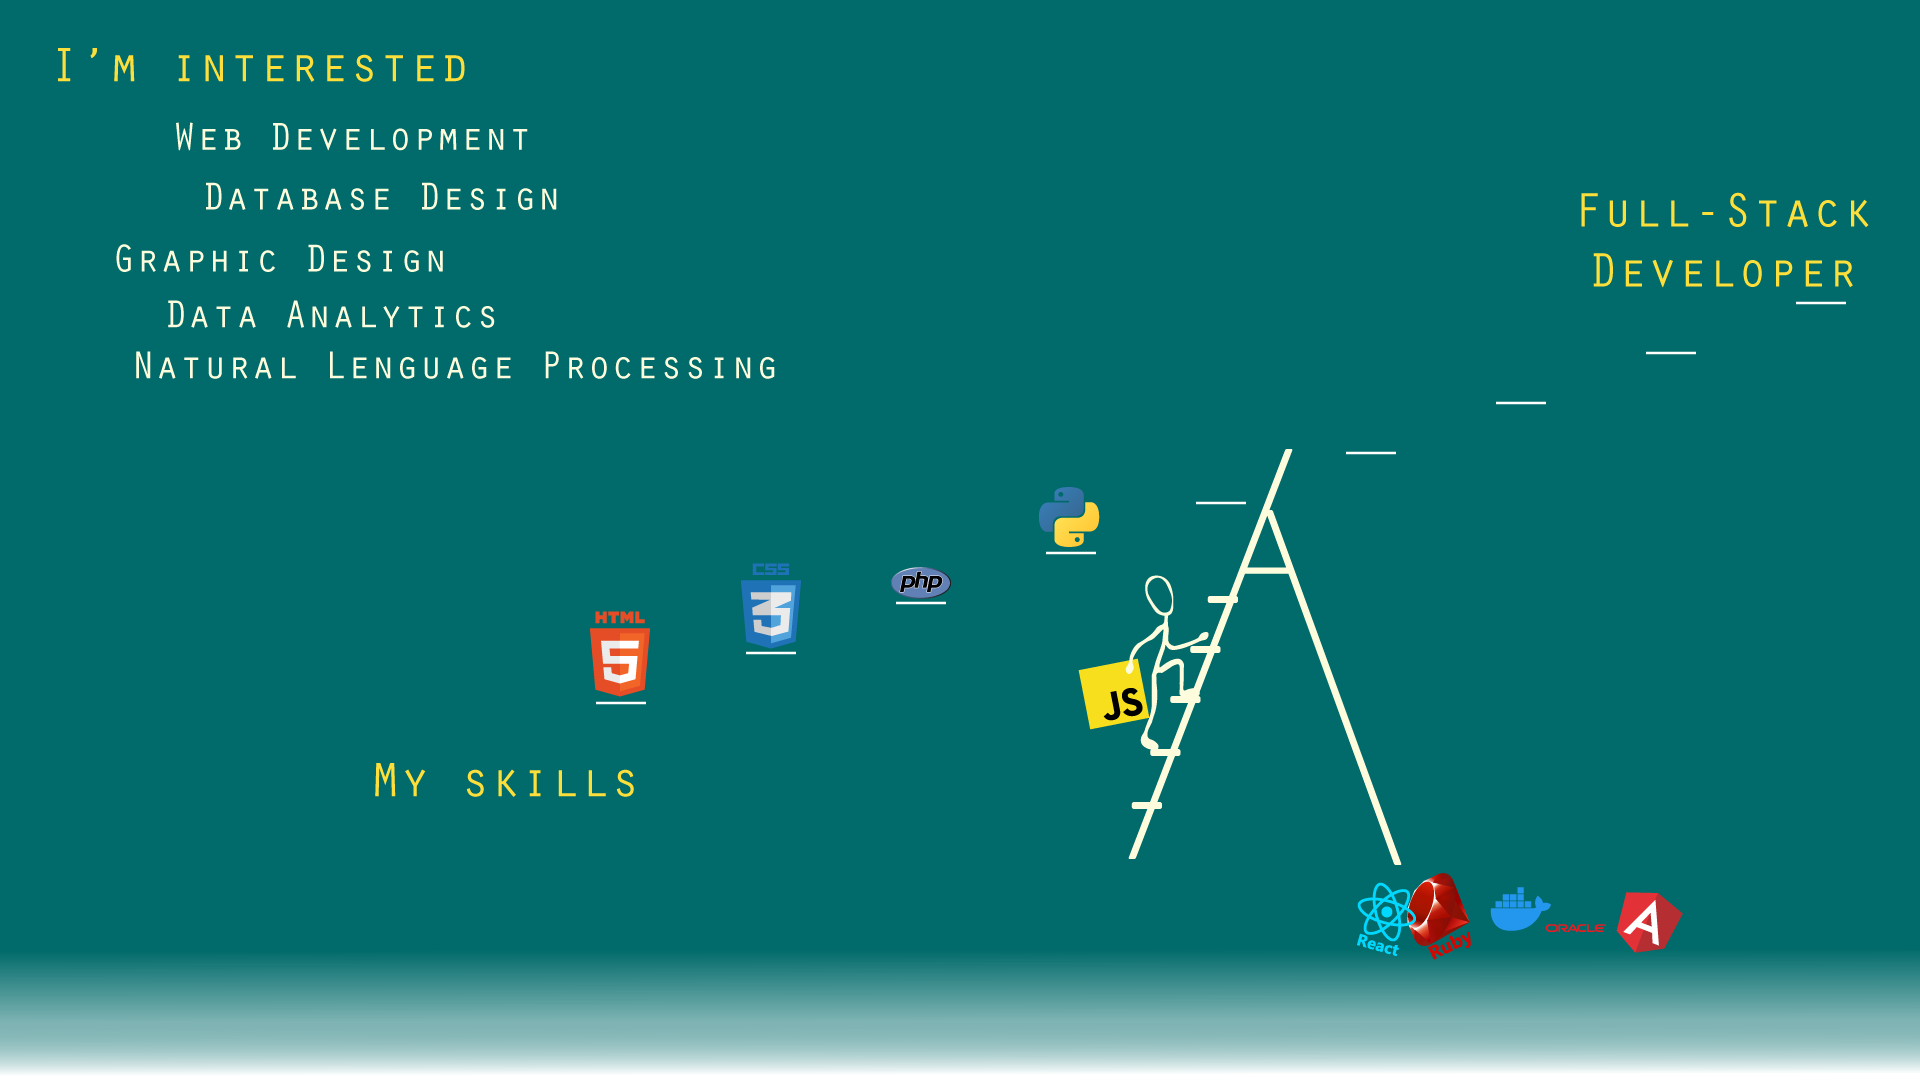 I'm interested
Web Development
Database Design
Graphic Design
Data Analytics
Natural Lenguage Processing
Full-Stack
Developer
HTML
5
CSS
3
php
JS
My skills
React
Ruby
ORACLE
A